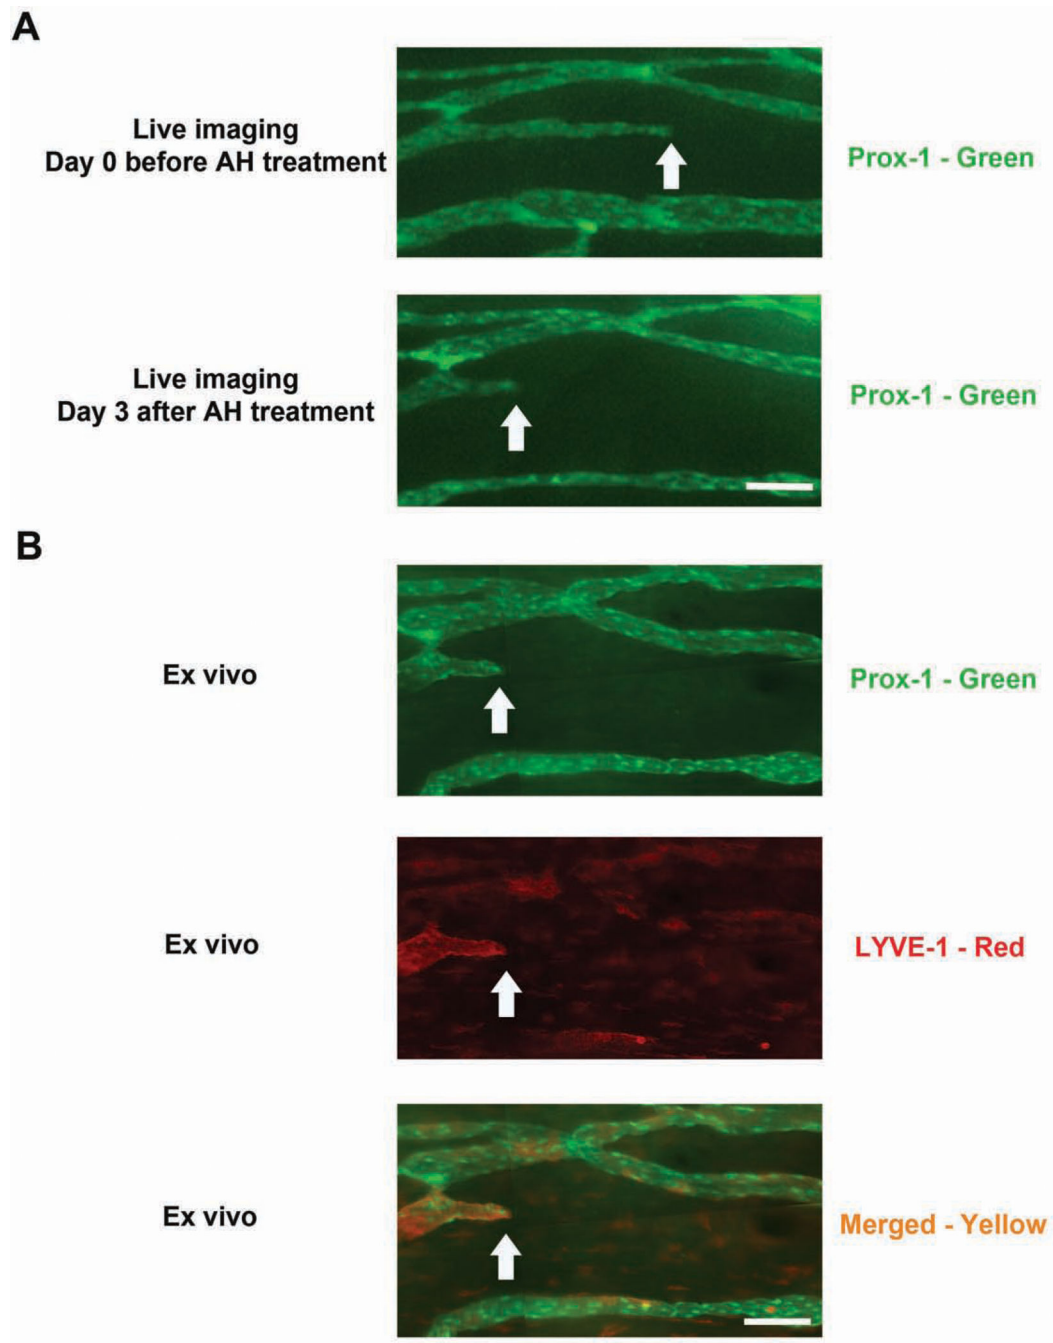 A
Live imaging
Day 0 before AH treatment
Prox-1 - Green
Live imaging
Day 3 after AH treatment
Prox-1 - Green
B
Ex vivo
Prox-1 - Green
Ex vivo
LYVE-1 - Red
Ex vivo
Merged - Yellow